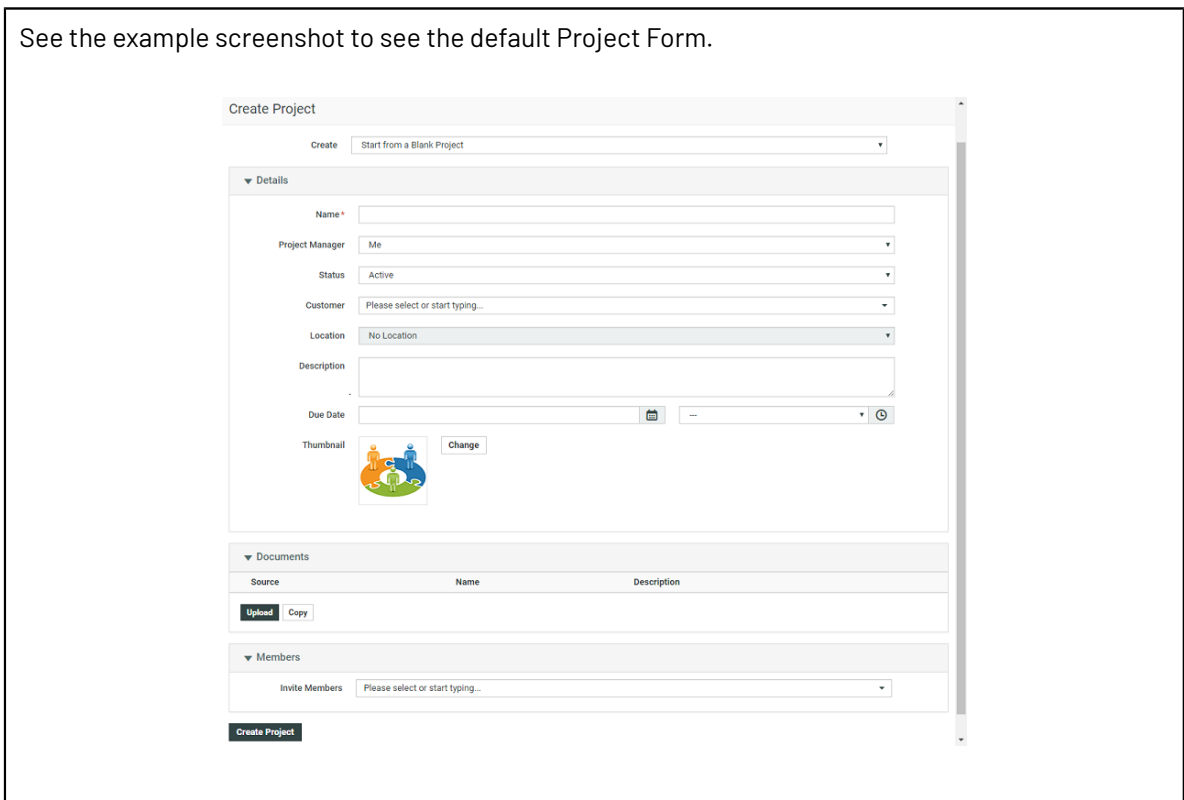 See the example screenshot to see the default Project Form.
Create Project
Create Start from a Blank Project
Details
Name*
Project Manager Me
Status Active
Customer Please select or start typing...
Location No Location
Description
Due Date ---
Thumbnail Change
Documents
Source Name Description
Upload Copy
Members
Invite Members Please select or start typing...
Create Project